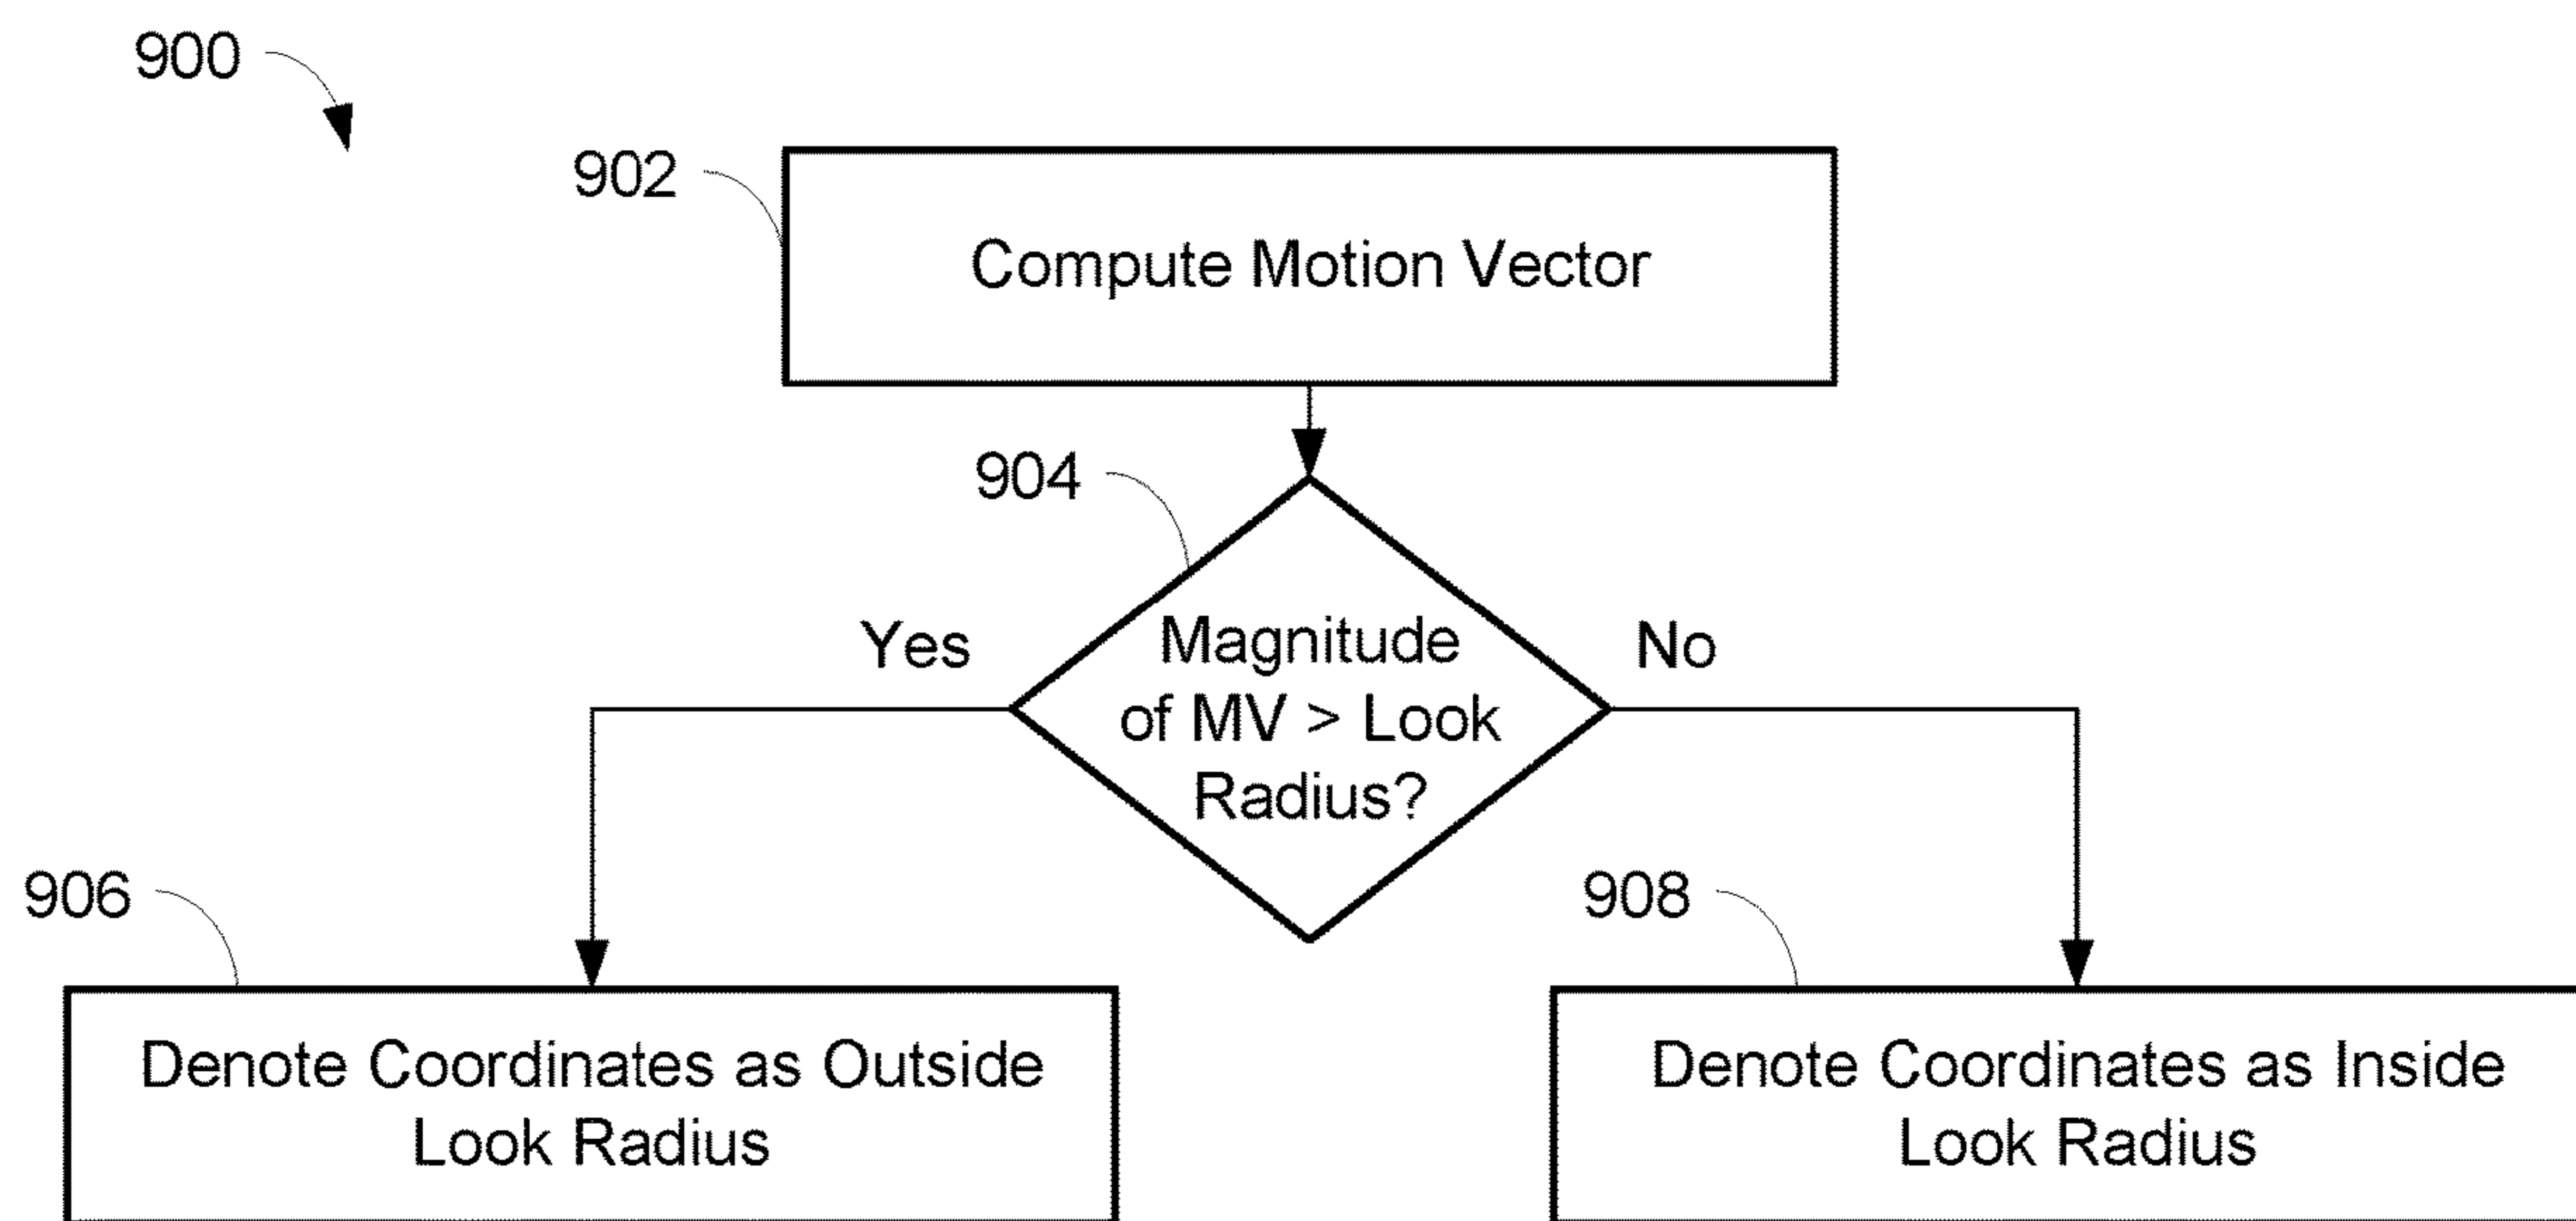 900
902
Compute Motion Vector
904
Yes
Magnitude
of MV > Look
Radius?
No
906
Denote Coordinates as Outside
Look Radius
908
Denote Coordinates as Inside
Look Radius